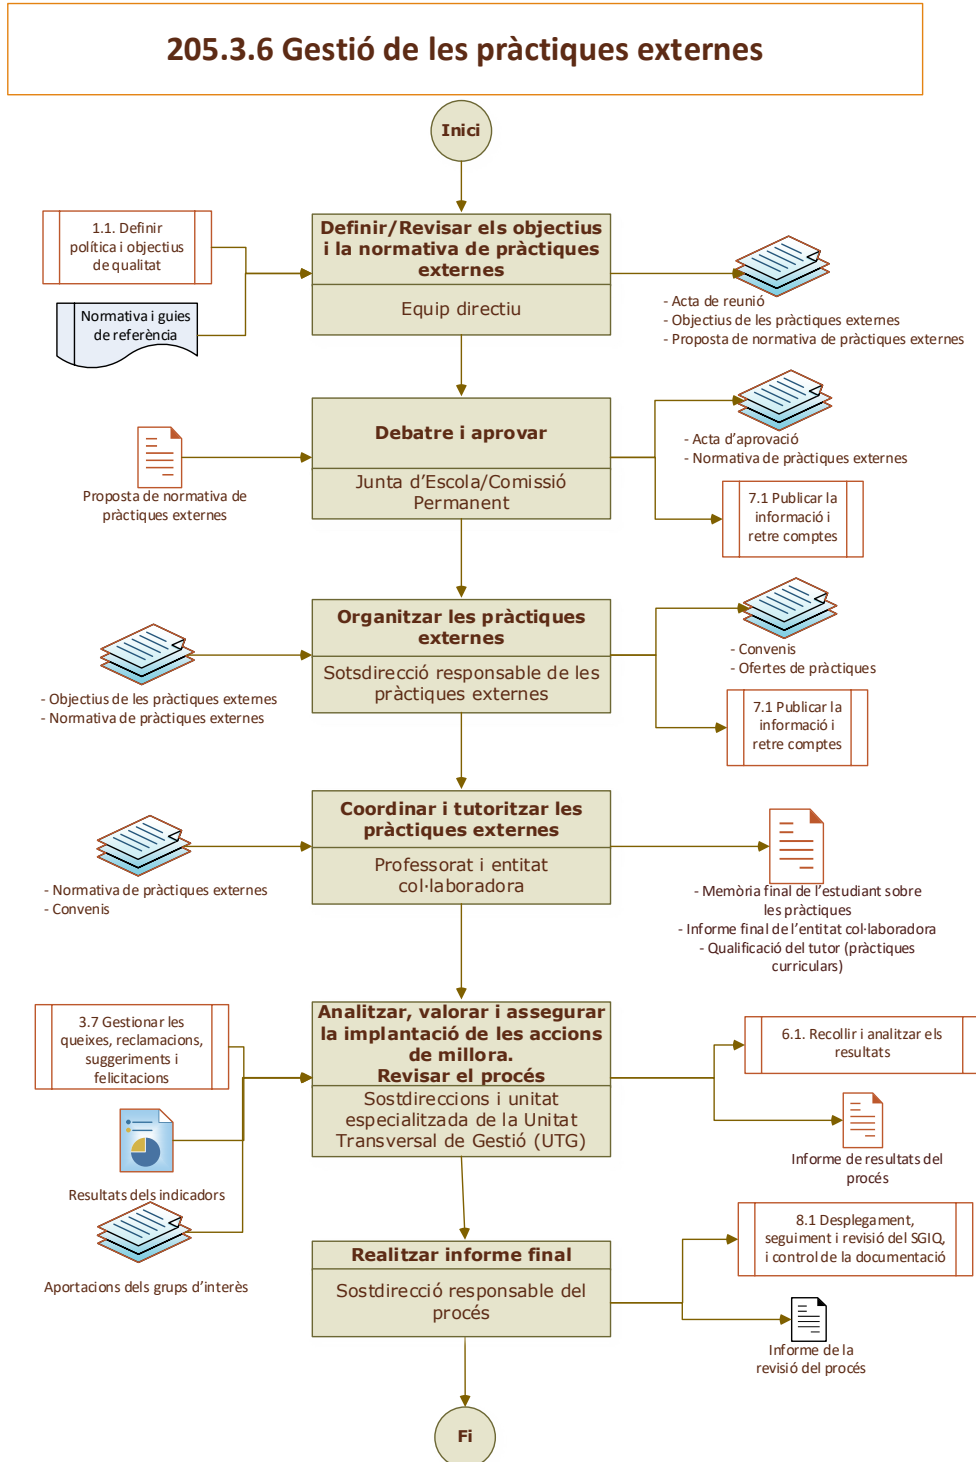 205.3.6 Gestió de les pràctiques externes
Inici
1.1. Definir
política i objectius
de qualitat
Normativa i guies
de referència
Definir/Revisar els objectius
i la normativa de pràctiques
externes
Equip directiu
- Acta de reunió
- Objectius de les pràctiques externes
- Proposta de normativa de pràctiques externes
Proposta de normativa de
pràctiques externes
Debatre i aprovar
Junta d'Escola/Comissió
Permanent
- Acta d'aprovació
- Normativa de pràctiques externes
7.1 Publicar la
informació i
retre comptes
- Objectius de les pràctiques externes
- Normativa de pràctiques externes
Organitzar les pràctiques
externes
Sotsdirecció responsable de les
pràctiques externes
- Convenis
- Ofertes de pràctiques
7.1 Publicar la
informació i
retre comptes
- Normativa de pràctiques externes
- Convenis
Coordinar i tutoritzar les
pràctiques externes
Professorat i entitat
col·laboradora
- Memòria final de l'estudiant sobre
les pràctiques
- Informe final de l'entitat col·laboradora
- Qualificació del tutor (pràctiques
curriculars)
3.7 Gestionar les
queixes, reclamacions,
suggeriments i
felicitacions
Resultats dels indicadors
Aportacions dels grups d'interès
Analitzar, valorar i assegurar
la implantació de les accions
de millora.
Revisar el procés
Sostdireccions i unitat
especialitzada de la Unitat
Transversal de Gestió (UTG)
6.1. Recollir i analitzar els
resultats
Informe de resultats del
procés
Realitzar informe final
Sostdirecció responsable del
procés
8.1 Desplegament,
seguiment i revisió del SGIQ,
i control de la documentació
Informe de la
revisió del procés
Fi